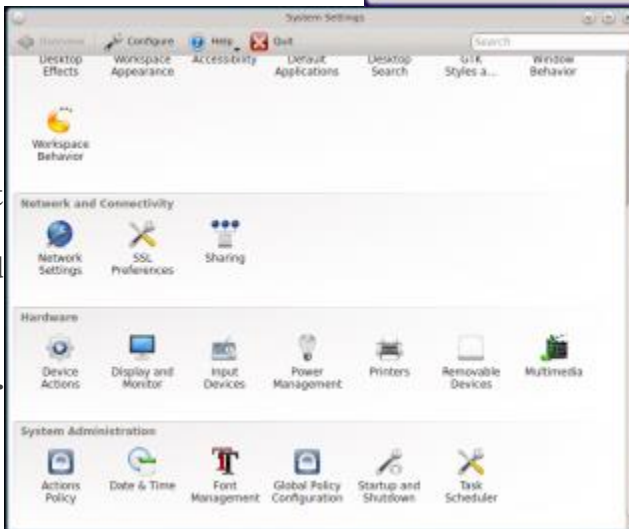 System Settings
Overview Configure Help Quit Search
Desktop Effects Workspace Appearance Accessibility Default Applications Desktop Search GTK Styles a... Window Behavior
Workspace Behavior
Network and Connectivity
Network Settings SSL Preferences Sharing
Hardware
Device Actions Display and Monitor Input Devices Power Management Printers Removable Devices Multimedia
System Administration
Actions Policy Date & Time Font Management Global Policy Configuration Startup and Shutdown Task Scheduler